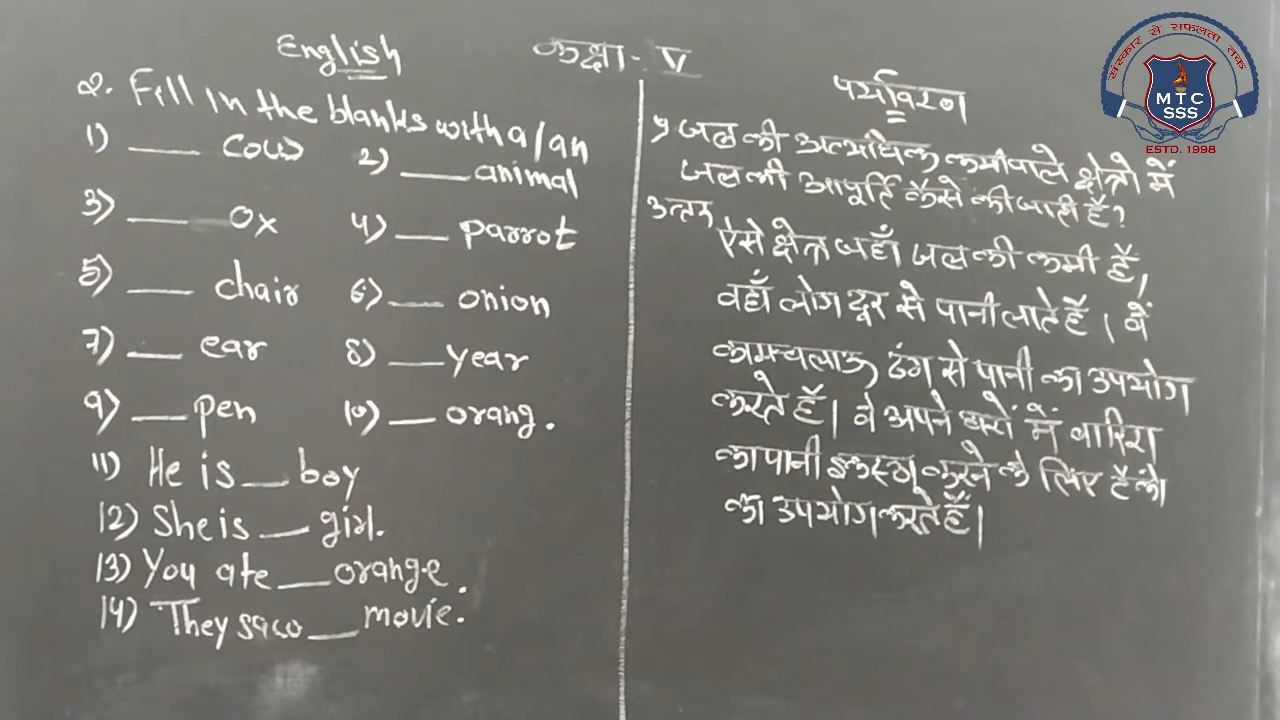 English
कक्षा - V
Q. Fill in the blanks with a/an
1) ___ cow 2) ___ animal
3) ___ ox 4) ___ parrot
5) ___ chair 6) ___ onion
7) ___ ear 8) ___ year
9) ___ pen 10) ___ orang.
11) He is ___ boy
12) She is ___ girl.
13) You ate ___ orange.
14) They saw ___ movie.
पर्यावरण
जल की अत्यधिक कमीवाले क्षेत्रो में
जल की आपूर्ति कैसे की जाती हैं?
उत्तर
ऐसे क्षेत्र जहाँ जल की कमी हैं,
वहाँ लोग दूर से पानी लाते हैं। वें
कामचलाऊ ढंग से पानी का उपयोग
करते हैं। वे अपने घरों में बारिश
का पानी इकट्ठा करने के लिए टैंको
का उपयोग करते हैं।
संस्कार से सफलता तक
MTC
SSS
ESTD. 1998